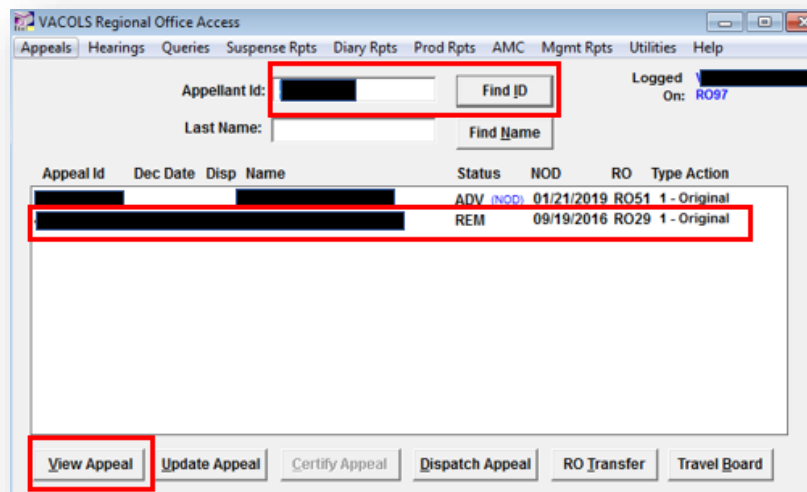 VACOLS Regional Office Access
Appeals Hearings Queries Suspense Rpts Diary Rpts Prod Rpts AMC Mgmt Rpts Utilities Help
Appellant Id: Find ID Logged
On: RO97
Last Name: Find Name
Appeal Id Dec Date Disp Name Status NOD RO Type Action
ADV (NOD) 01/21/2019 RO51 1 - Original
REM 09/19/2016 RO29 1 - Original
View Appeal Update Appeal Certify Appeal Dispatch Appeal RO Transfer Travel Board